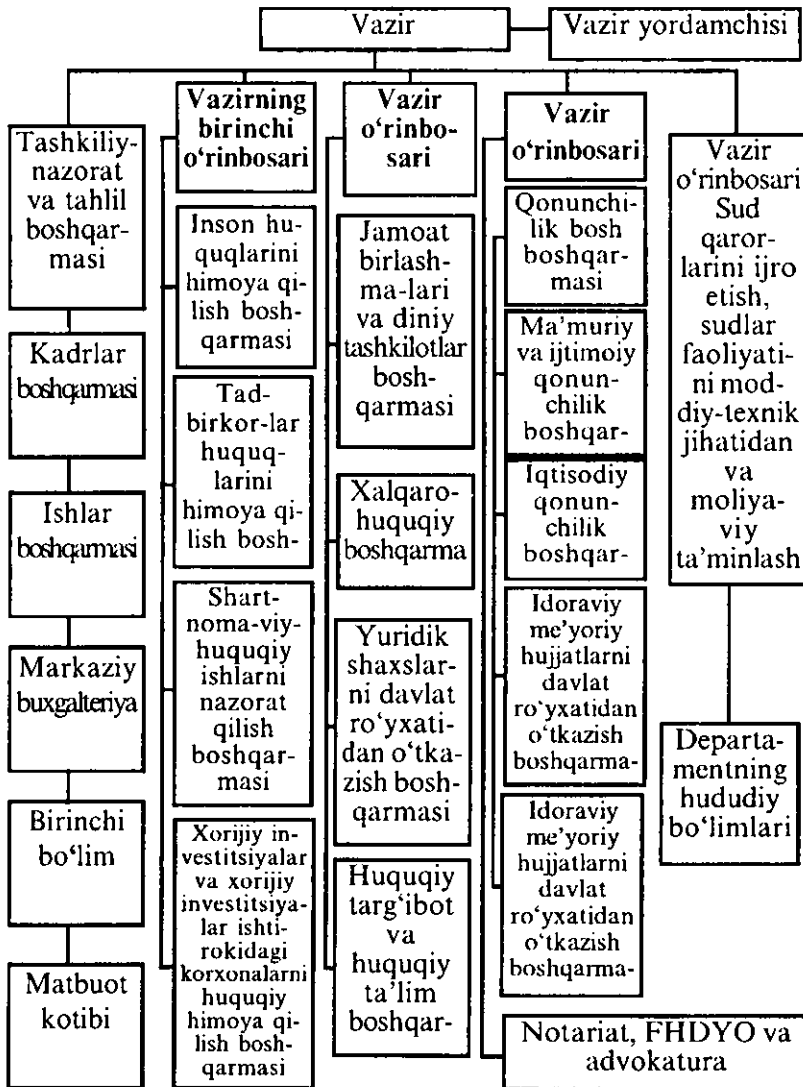 Vazir
Vazir yordamchisi
Tashkiliy-
nazorat
va tahlil
boshqar-
masi
Kadrlar
boshqarmasi
Ishlar
boshqarmasi
Markaziy
buxgalteriya
Birinchi
bo‘lim
Matbuot
kotibi
Vazirning
birinchi
o‘rinbosari
Inson hu-
quqlarini
himoya qi-
lish bosh-
qarmasi
Tad-
birkor-lar
huquq-
larini
himoya qi-
lish bosh-
Shart-
noma-viy-
huquqiy
ishlarni
nazorat
qilish
boshqar-
masi
Xorijiy in-
vestitsiyalar
va xorijiy
investitsiya-
lar ishti-
rokidagi
korxonalarni
huquqiy
himoya qi-
lish bosh-
qarmasi
Vazir
o‘rinbo-
sari
Jamoat
birlash-
ma-lari
va diniy
tashkilotlar
bosh-
qarmasi
Xalqaro-
huquqiy
boshqarma
Yuridik
shaxslar-
ni davlat
ro‘yxati-
dan o‘tka-
zish bosh-
qarmasi
Huquqiy
targ‘ibot
va
huquqiy
ta’lim
boshqar-
Vazir
o‘rinbosari
Qonunchi-
lik bosh
boshqar-
masi
Ma’muriy
va ijtimoiy
qonun-
chilik
boshqar-
Iqtisodiy
qonun-
chilik
boshqar-
Idoraviy
me’yoriy
hujjatlarni
davlat
ro‘yxatidan
o‘tkazish
boshqarma-
Idoraviy
me’yoriy
hujjatlarni
davlat
ro‘yxatidan
o‘tkazish
boshqarma-
Notariat, FHDYO va
advokatura
Vazir
o‘rinbosari
Sud
qaror-
larini ijro
etish,
sudlar
faoliyati-
ni mod-
diy-texnik
jihatidan
va
moliya-
viy
ta’minlash
Departa-
mentning
hududiy
bo‘limlari